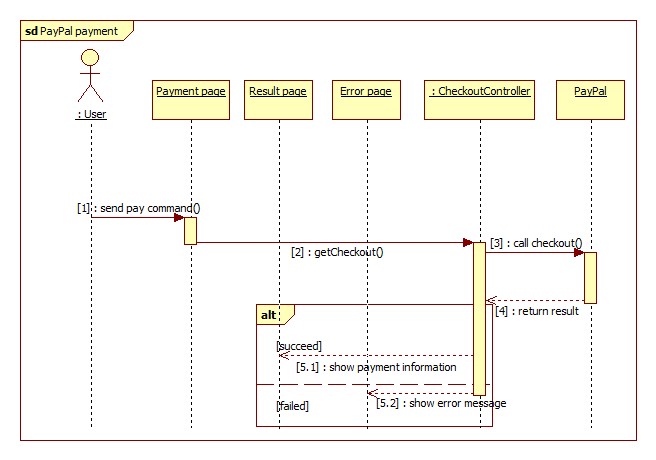 sd PayPal payment
: User
Payment page
Result page
Error page
: CheckoutController
PayPal
[1] : send pay command()
[2] : getCheckout()
[3] : call checkout()
[4] : return result
alt
[succeed]
[5.1] : show payment information
[5.2] : show error message
[failed]